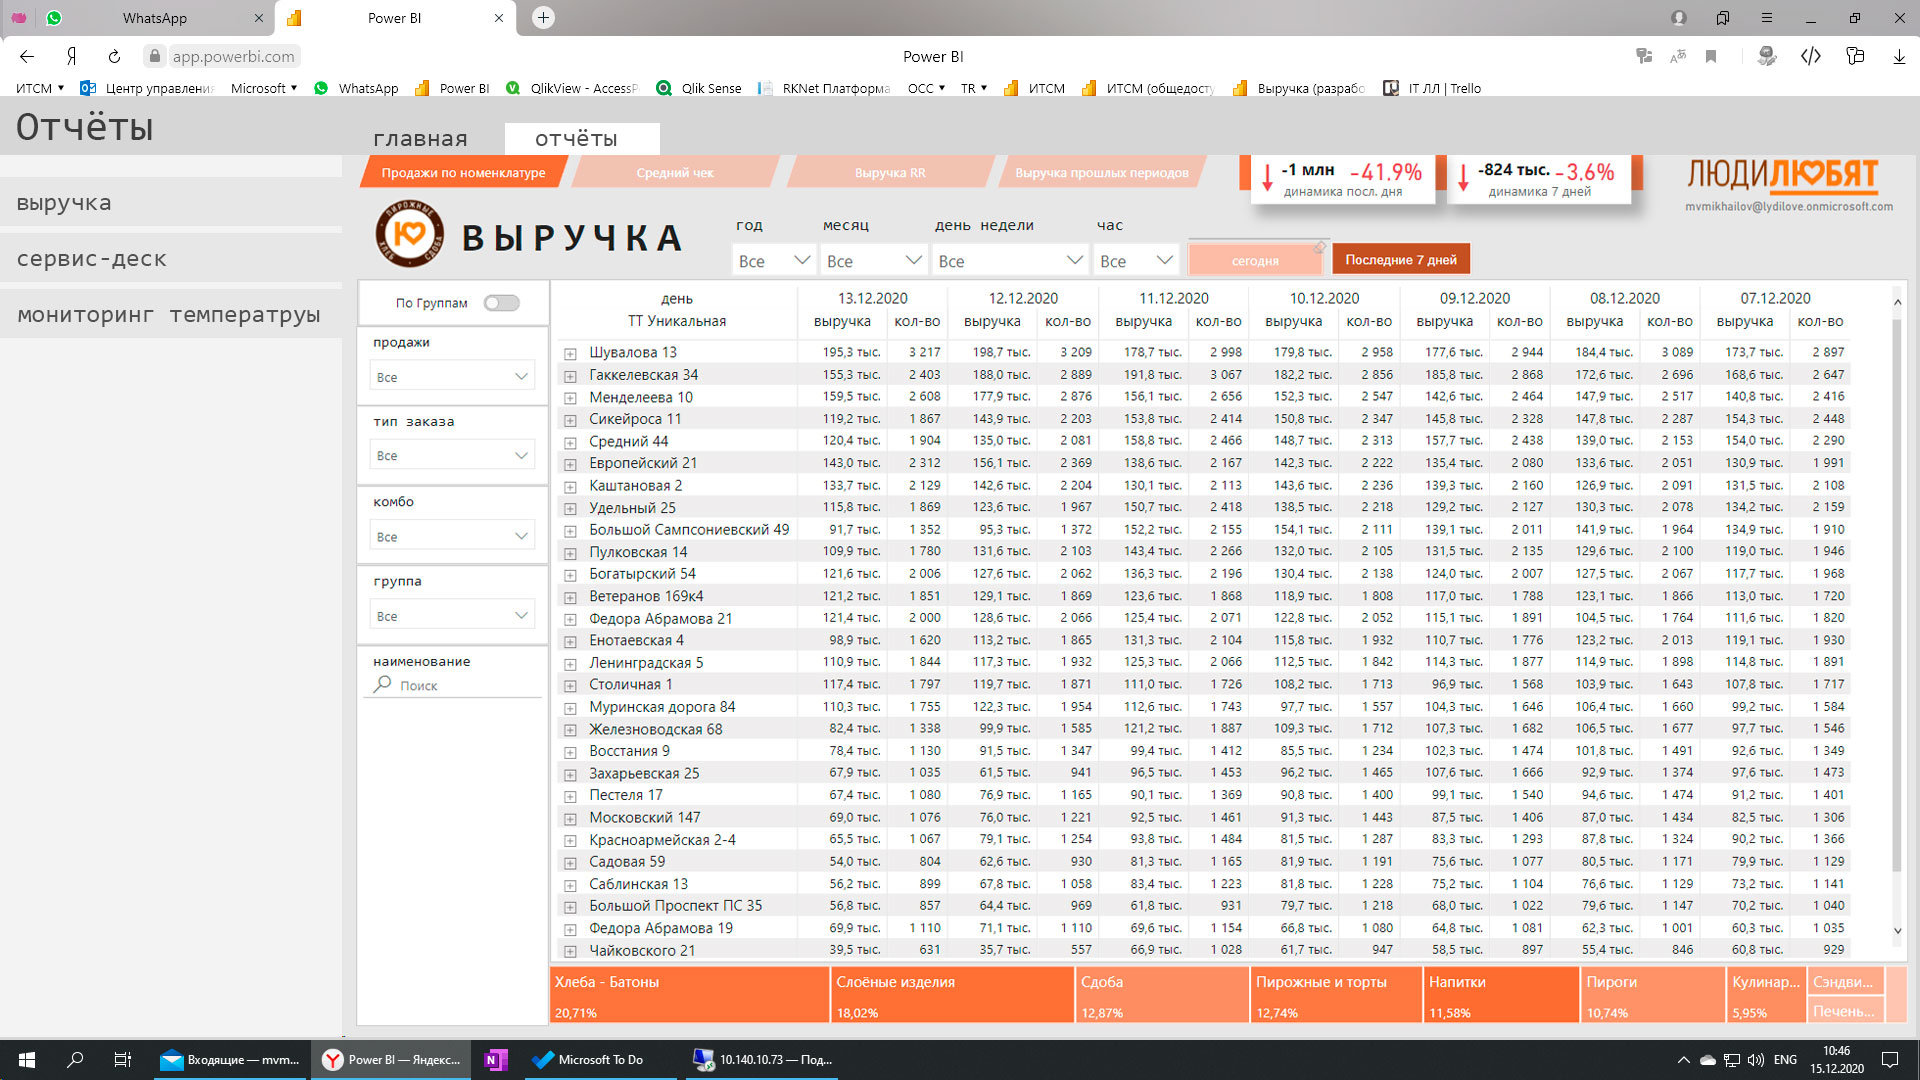 WhatsApp
Power BI
app.powerbi.com
Power BI
ИТСМ
Центр управления
Microsoft
WhatsApp
Power BI
QlikView - AccessP
Qlik Sense
RKNet Платформа
ОСС
TR
ИТСМ
ИТСМ (общедосту
Выручка (разрабо
IT ЛЛ | Trello
Отчёты
главная
отчёты
выручка
сервис-деск
мониторинг температруы
Продажи по номенклатуре
Средний чек
Выручка RR
Выручка прошлых периодов
-1 млн -41.9%
динамика посл. дня
-824 тыс. -3.6%
динамика 7 дней
ЛЮДИЛЮБЯТ
mvmikhailov@lydilove.onmicrosoft.com
ПИРОЖНЫЕ ХЛЕБ СДОБА
Ю
ВЫРУЧКА
год
месяц
день недели
час
Все
Все
Все
Все
сегодня
Последние 7 дней
По Группам
продажи
Все
тип заказа
Все
комбо
Все
группа
Все
наименование
Поиск
день 13.12.2020 12.12.2020 11.12.2020 10.12.2020 09.12.2020 08.12.2020 07.12.2020
ТТ Уникальная выручка кол-во выручка кол-во выручка кол-во выручка кол-во выручка кол-во выручка кол-во выручка кол-во
Шувалова 13 195,3 тыс. 3 217 198,7 тыс. 3 209 178,7 тыс. 2 998 179,8 тыс. 2 958 177,6 тыс. 2 944 184,4 тыс. 3 089 173,7 тыс. 2 897
Гаккелевская 34 155,3 тыс. 2 403 188,0 тыс. 2 889 191,8 тыс. 3 067 182,2 тыс. 2 856 185,8 тыс. 2 868 172,6 тыс. 2 696 168,6 тыс. 2 647
Менделеева 10 159,5 тыс. 2 608 177,9 тыс. 2 876 156,1 тыс. 2 656 152,3 тыс. 2 547 142,6 тыс. 2 464 147,9 тыс. 2 517 140,8 тыс. 2 416
Сикейроса 11 119,2 тыс. 1 867 143,9 тыс. 2 203 153,8 тыс. 2 414 150,8 тыс. 2 347 145,8 тыс. 2 328 147,8 тыс. 2 287 154,3 тыс. 2 448
Средний 44 120,4 тыс. 1 904 135,0 тыс. 2 081 158,8 тыс. 2 466 148,7 тыс. 2 313 157,7 тыс. 2 438 139,0 тыс. 2 153 154,0 тыс. 2 290
Европейский 21 143,0 тыс. 2 312 156,1 тыс. 2 369 138,6 тыс. 2 167 142,3 тыс. 2 222 135,4 тыс. 2 080 133,6 тыс. 2 051 130,9 тыс. 1 991
Каштановая 2 133,7 тыс. 2 129 142,6 тыс. 2 204 130,1 тыс. 2 113 143,6 тыс. 2 236 139,3 тыс. 2 160 126,9 тыс. 2 091 131,5 тыс. 2 108
Удельный 25 115,8 тыс. 1 869 123,6 тыс. 1 967 150,7 тыс. 2 418 138,5 тыс. 2 218 129,2 тыс. 2 127 130,3 тыс. 2 078 134,2 тыс. 2 159
Большой Сампсониевский 49 91,7 тыс. 1 352 95,3 тыс. 1 372 152,2 тыс. 2 155 154,1 тыс. 2 111 139,1 тыс. 2 011 141,9 тыс. 1 964 134,9 тыс. 1 910
Пулковская 14 109,9 тыс. 1 780 131,6 тыс. 2 103 143,4 тыс. 2 266 132,0 тыс. 2 105 131,5 тыс. 2 135 129,6 тыс. 2 100 119,0 тыс. 1 946
Богатырский 54 121,6 тыс. 2 006 127,6 тыс. 2 062 136,3 тыс. 2 196 130,4 тыс. 2 138 124,0 тыс. 2 007 127,5 тыс. 2 067 117,7 тыс. 1 968
Ветеранов 169к4 121,2 тыс. 1 851 129,1 тыс. 1 869 123,6 тыс. 1 868 118,9 тыс. 1 808 117,0 тыс. 1 788 123,1 тыс. 1 866 113,0 тыс. 1 720
Федора Абрамова 21 121,4 тыс. 2 000 128,6 тыс. 2 066 125,4 тыс. 2 071 122,8 тыс. 2 052 115,1 тыс. 1 891 104,5 тыс. 1 764 111,6 тыс. 1 820
Енотаевская 4 98,9 тыс. 1 620 113,2 тыс. 1 865 131,3 тыс. 2 104 115,8 тыс. 1 932 110,7 тыс. 1 776 123,2 тыс. 2 013 119,1 тыс. 1 930
Ленинградская 5 110,9 тыс. 1 844 117,3 тыс. 1 932 125,3 тыс. 2 066 112,5 тыс. 1 842 114,3 тыс. 1 877 114,9 тыс. 1 898 114,8 тыс. 1 891
Столичная 1 117,4 тыс. 1 797 119,7 тыс. 1 871 111,0 тыс. 1 726 108,2 тыс. 1 713 96,9 тыс. 1 568 103,9 тыс. 1 643 107,8 тыс. 1 717
Муринская дорога 84 110,3 тыс. 1 755 122,3 тыс. 1 954 112,6 тыс. 1 743 97,7 тыс. 1 557 104,3 тыс. 1 646 106,4 тыс. 1 660 99,2 тыс. 1 584
Железноводская 68 82,4 тыс. 1 338 99,9 тыс. 1 585 121,2 тыс. 1 887 109,3 тыс. 1 712 107,3 тыс. 1 682 106,5 тыс. 1 677 97,7 тыс. 1 546
Восстания 9 78,4 тыс. 1 130 91,5 тыс. 1 347 99,4 тыс. 1 412 85,5 тыс. 1 234 102,3 тыс. 1 474 101,8 тыс. 1 491 92,6 тыс. 1 349
Захарьевская 25 67,9 тыс. 1 035 61,5 тыс. 941 96,5 тыс. 1 453 96,2 тыс. 1 465 107,6 тыс. 1 666 92,9 тыс. 1 374 97,6 тыс. 1 473
Пестеля 17 67,4 тыс. 1 080 76,9 тыс. 1 165 90,1 тыс. 1 369 90,8 тыс. 1 400 99,1 тыс. 1 540 94,6 тыс. 1 474 91,2 тыс. 1 401
Московский 147 69,0 тыс. 1 076 76,0 тыс. 1 221 92,5 тыс. 1 461 91,3 тыс. 1 443 87,5 тыс. 1 406 87,0 тыс. 1 434 82,5 тыс. 1 306
Красноармейская 2-4 65,5 тыс. 1 067 79,1 тыс. 1 254 93,8 тыс. 1 484 81,5 тыс. 1 287 83,3 тыс. 1 293 87,8 тыс. 1 324 90,2 тыс. 1 366
Садовая 59 54,0 тыс. 804 62,6 тыс. 930 81,3 тыс. 1 165 81,9 тыс. 1 191 75,6 тыс. 1 077 80,5 тыс. 1 171 79,9 тыс. 1 129
Саблинская 13 56,2 тыс. 899 67,8 тыс. 1 058 83,4 тыс. 1 223 81,8 тыс. 1 228 75,2 тыс. 1 104 76,6 тыс. 1 129 73,2 тыс. 1 141
Большой Проспект ПС 35 56,8 тыс. 857 64,4 тыс. 969 61,8 тыс. 931 79,7 тыс. 1 218 68,0 тыс. 1 022 79,6 тыс. 1 147 70,2 тыс. 1 040
Федора Абрамова 19 69,9 тыс. 1 110 71,1 тыс. 1 110 69,6 тыс. 1 154 66,8 тыс. 1 080 64,8 тыс. 1 081 62,3 тыс. 1 001 60,3 тыс. 1 035
Чайковского 21 39,5 тыс. 631 35,7 тыс. 557 66,9 тыс. 1 028 61,7 тыс. 947 58,5 тыс. 897 55,4 тыс. 846 60,8 тыс. 929
Хлеба - Батоны
20,71%
Слоёные изделия
18,02%
Сдоба
12,87%
Пирожные и торты
12,74%
Напитки
11,58%
Пироги
10,74%
Кулинар...
5,95%
Сэндви...
Печень...
Входящие — mvm...
Power BI — Яндекс...
Microsoft To Do
10.140.10.73 — Под...
ENG
10:46
15.12.2020